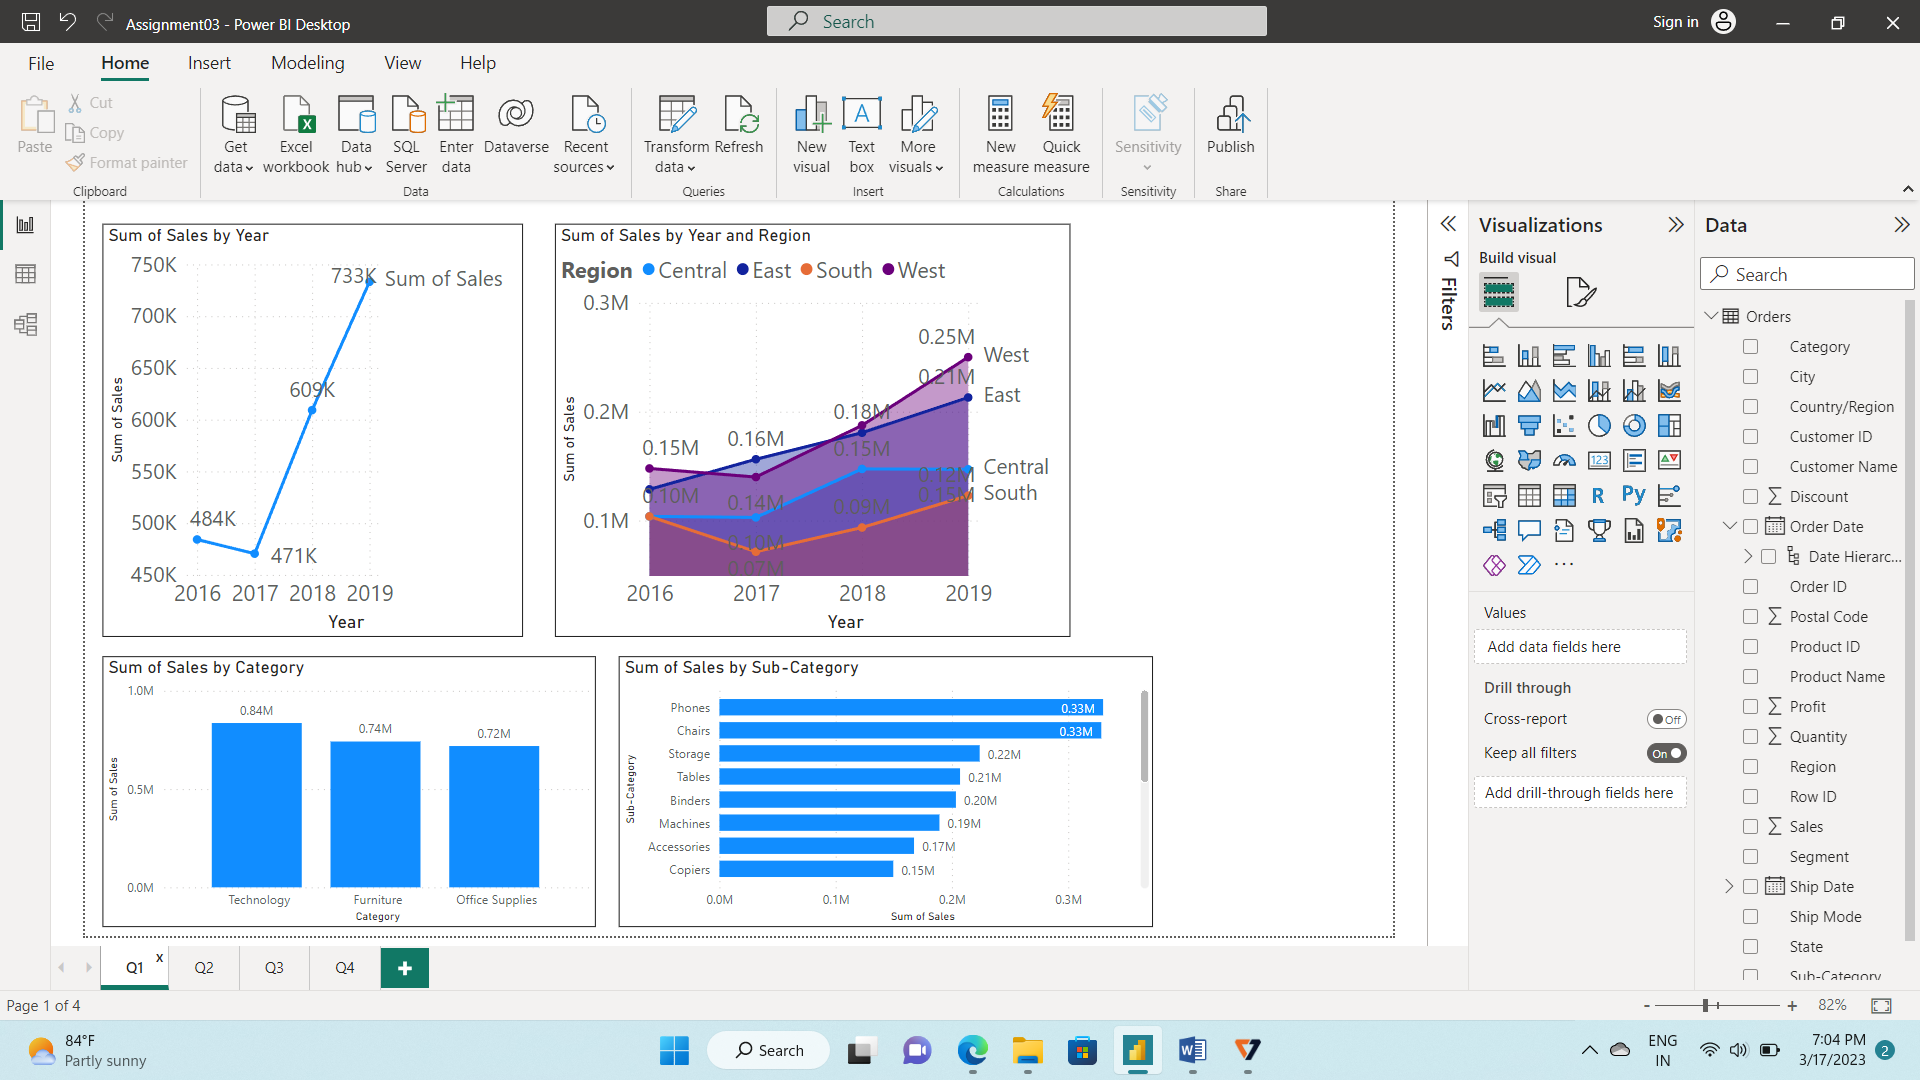 Assignment03 - Power BI Desktop
Search
Sign in
File Home Insert Modeling View Help
Paste
Cut
Copy
Format painter
Clipboard
Get data
Excel workbook
Data hub
SQL Server
Enter data
Dataverse
Recent sources
Data
Transform data
Refresh
Queries
New visual
Text box
More visuals
Insert
New measure
Quick measure
Calculations
Sensitivity
Sensitivity
Publish
Share
Sum of Sales by Year
750K
700K
650K
600K
550K
500K
450K
Sum of Sales
733K
Sum of Sales
609K
484K
471K
2016 2017 2018 2019
Year
Sum of Sales by Year and Region
Region Central East South West
0.3M
0.2M
0.1M
Sum of Sales
0.25M
West
0.21M
East
0.18M
0.16M
0.15M
0.15M
Central
0.12M
0.15M
South
0.10M
0.14M
0.09M
0.10M
0.07M
2016 2017 2018 2019
Year
Sum of Sales by Category
1.0M
0.5M
0.0M
Sum of Sales
0.84M
0.74M
0.72M
Technology Furniture Office Supplies
Category
Sum of Sales by Sub-Category
Sub-Category
Phones 0.33M
Chairs 0.33M
Storage 0.22M
Tables 0.21M
Binders 0.20M
Machines 0.19M
Accessories 0.17M
Copiers 0.15M
0.0M 0.1M 0.2M 0.3M
Sum of Sales
Filters
Visualizations
Build visual
123
R
Py
Values
Add data fields here
Drill through
Cross-report
Off
Keep all filters
On
Add drill-through fields here
Data
Search
Orders
Category
City
Country/Region
Customer ID
Customer Name
Discount
Order Date
Date Hierarc...
Order ID
Postal Code
Product ID
Product Name
Profit
Quantity
Region
Row ID
Sales
Segment
Ship Date
Ship Mode
State
Sub-Category
Q1 x Q2 Q3 Q4 +
Page 1 of 4
- + 82%
84°F
Partly sunny
Search
ENG
IN
7:04 PM
3/17/2023
2